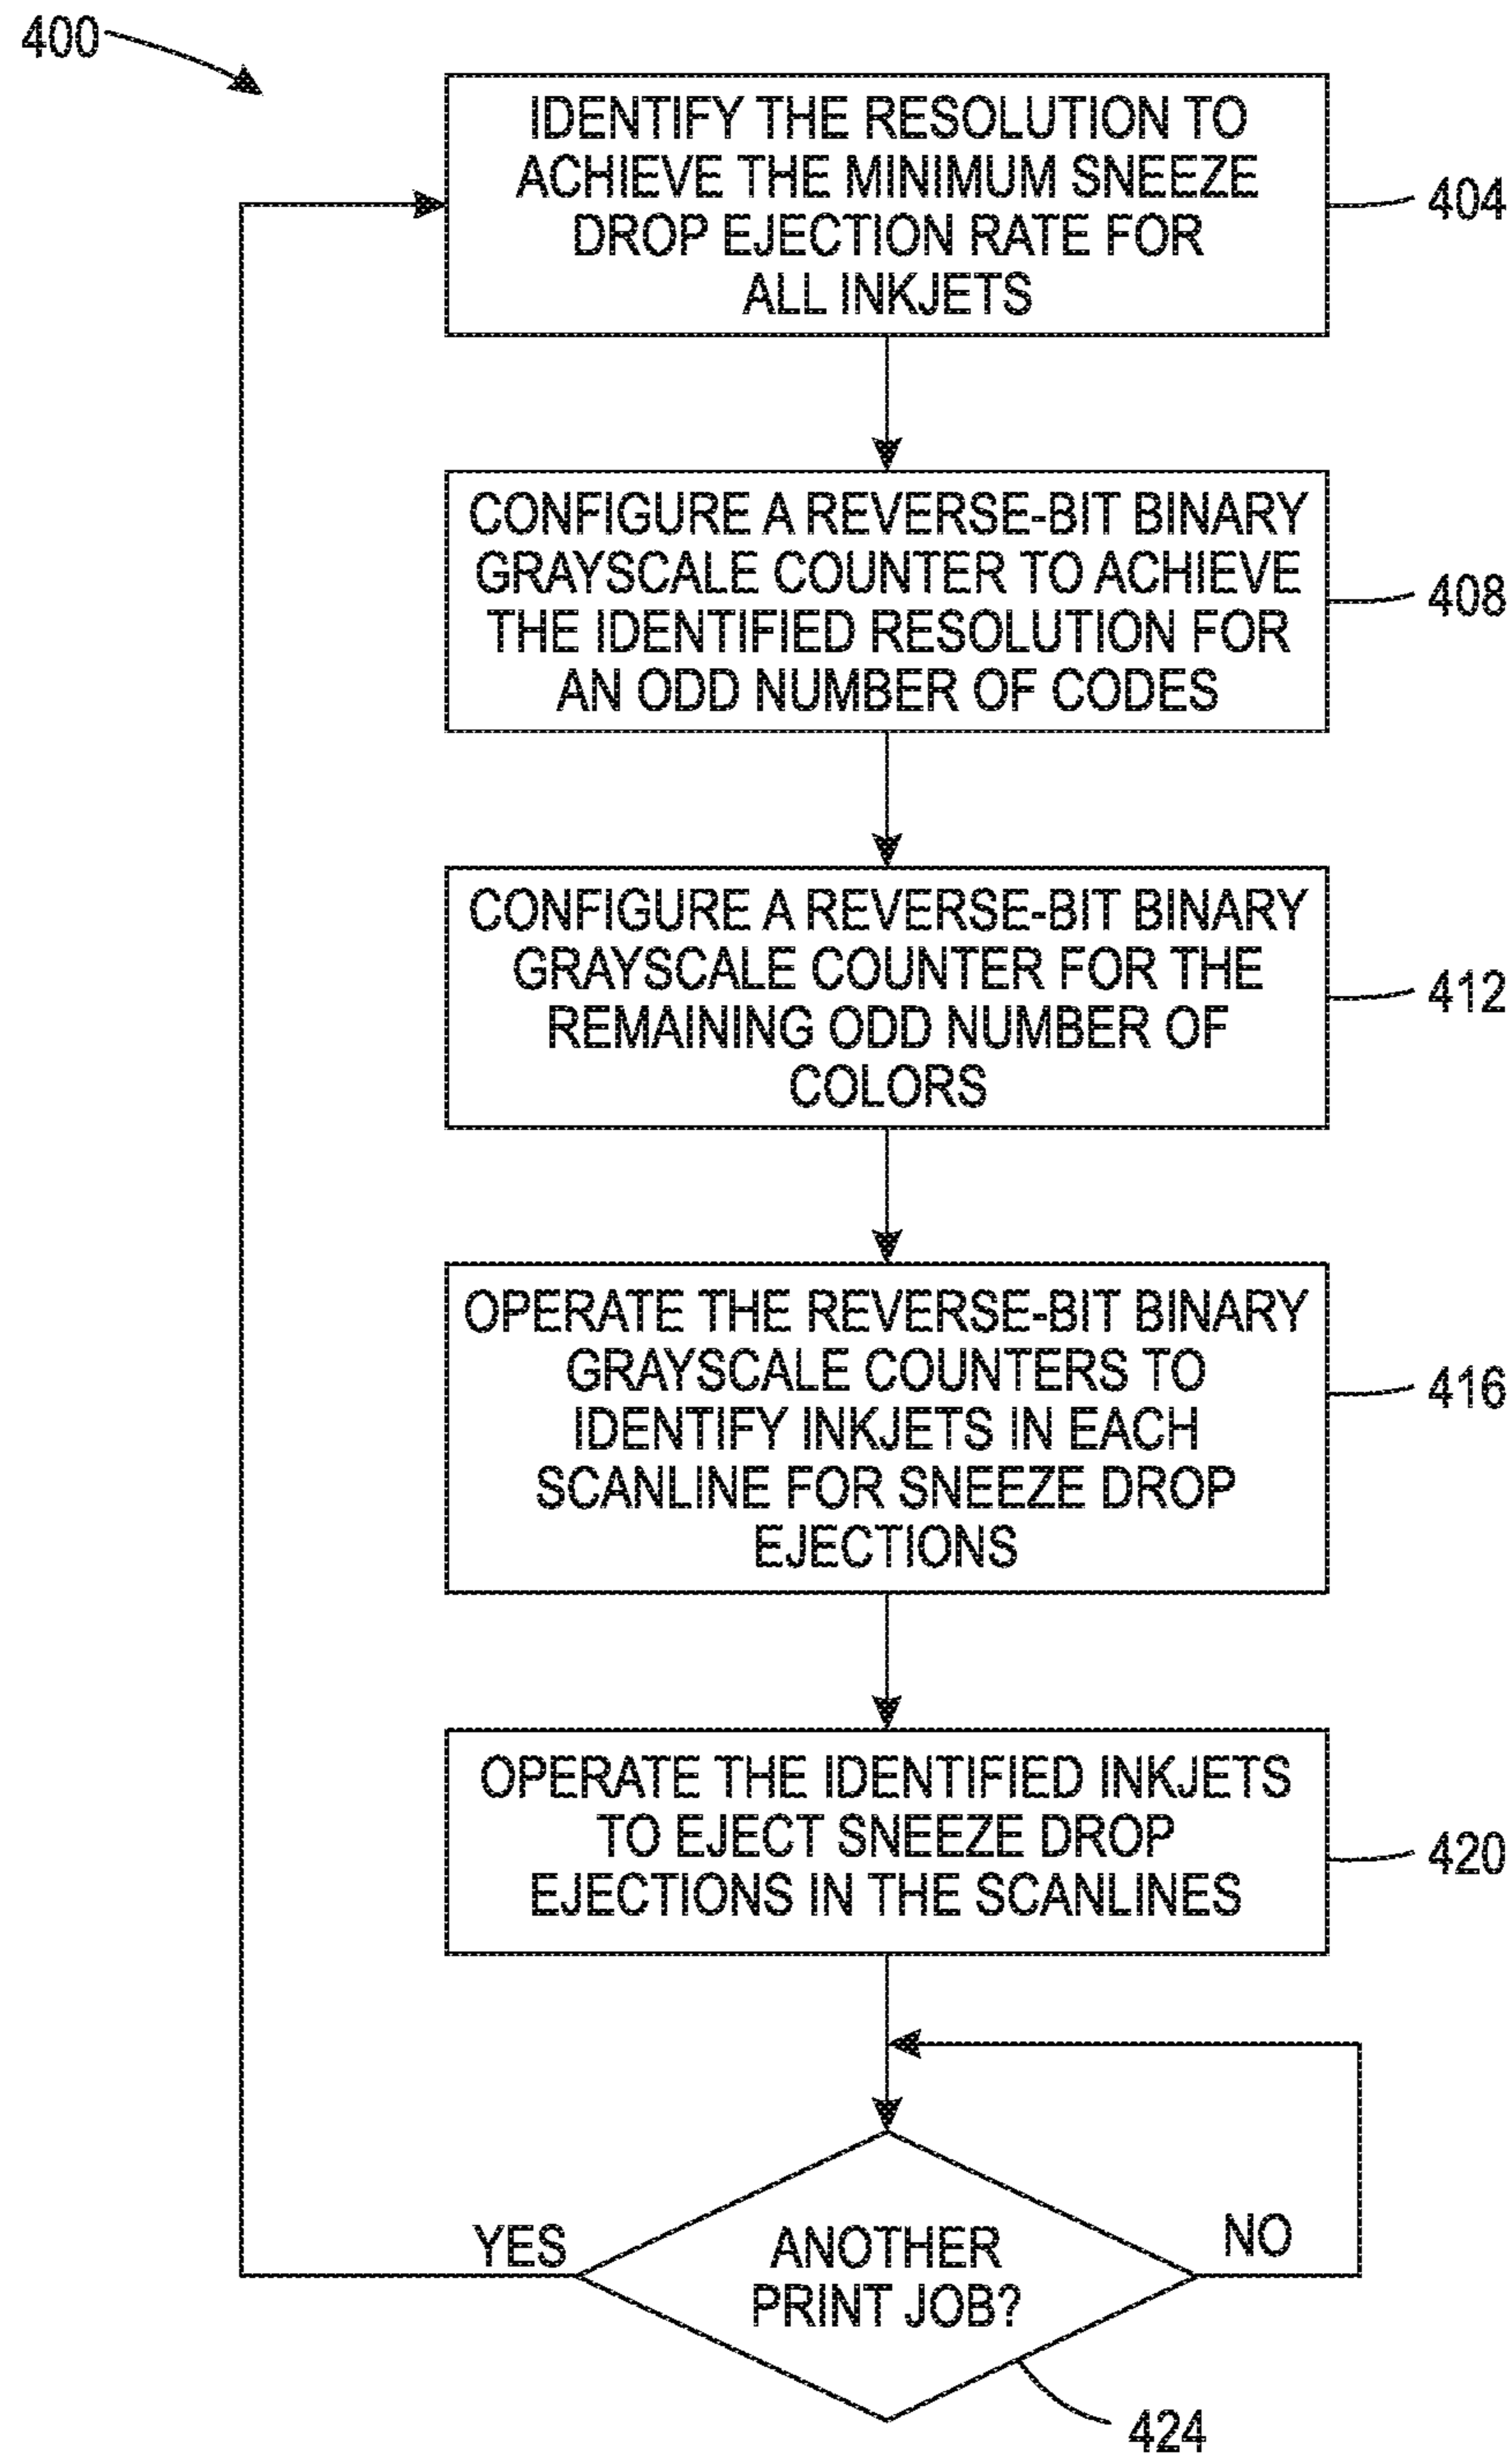 400
IDENTIFY THE RESOLUTION TO
ACHIEVE THE MINIMUM SNEEZE
DROP EJECTION RATE FOR
ALL INKJETS
404
CONFIGURE A REVERSE-BIT BINARY
GRAYSCALE COUNTER TO ACHIEVE
THE IDENTIFIED RESOLUTION FOR
AN ODD NUMBER OF CODES
408
CONFIGURE A REVERSE-BIT BINARY
GRAYSCALE COUNTER FOR THE
REMAINING ODD NUMBER OF
COLORS
412
OPERATE THE REVERSE-BIT BINARY
GRAYSCALE COUNTERS TO
IDENTIFY INKJETS IN EACH
SCANLINE FOR SNEEZE DROP
EJECTIONS
416
OPERATE THE IDENTIFIED INKJETS
TO EJECT SNEEZE DROP
EJECTIONS IN THE SCANLINES
420
YES
ANOTHER
PRINT JOB?
NO
424